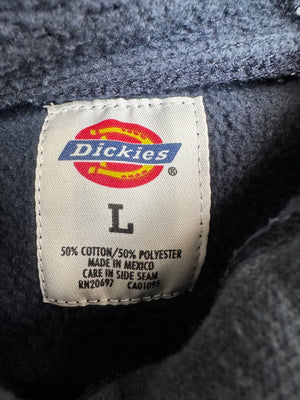 Dickies
®
L
50% COTTON/50% POLYESTER
MADE IN MEXICO
CARE IN SIDE SEAM
RN20697 CA01095